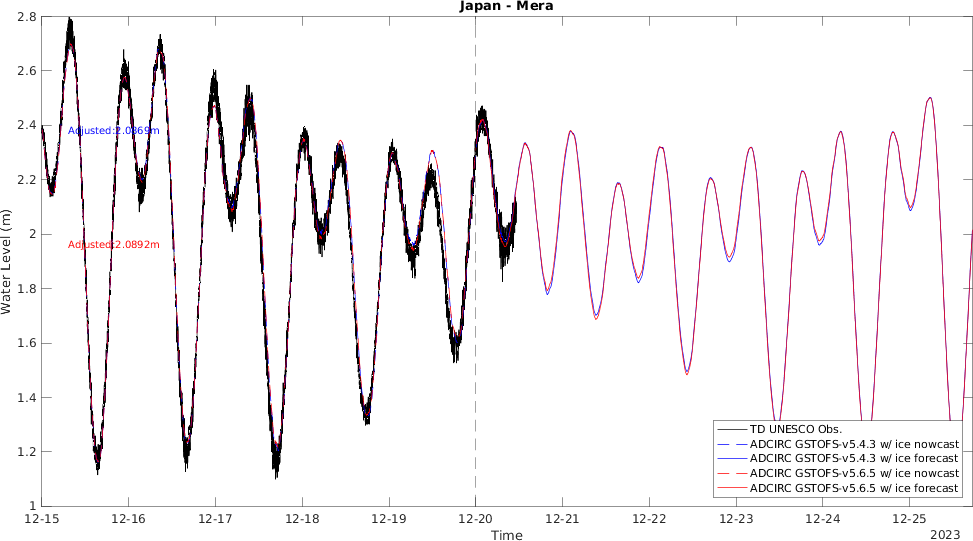 Japan - Mera
2.8
2.6
2.4
2.2
2
1.8
1.6
1.4
1.2
1
Water Level (m)
Adjusted:2.0869m
Adjusted:2.0892m
TD UNESCO Obs.
ADCIRC GSTOFS-v5.4.3 w/ ice nowcast
ADCIRC GSTOFS-v5.4.3 w/ ice forecast
ADCIRC GSTOFS-v5.6.5 w/ ice nowcast
ADCIRC GSTOFS-v5.6.5 w/ ice forecast
12-15 12-16 12-17 12-18 12-19 12-20 12-21 12-22 12-23 12-24 12-25
Time
2023